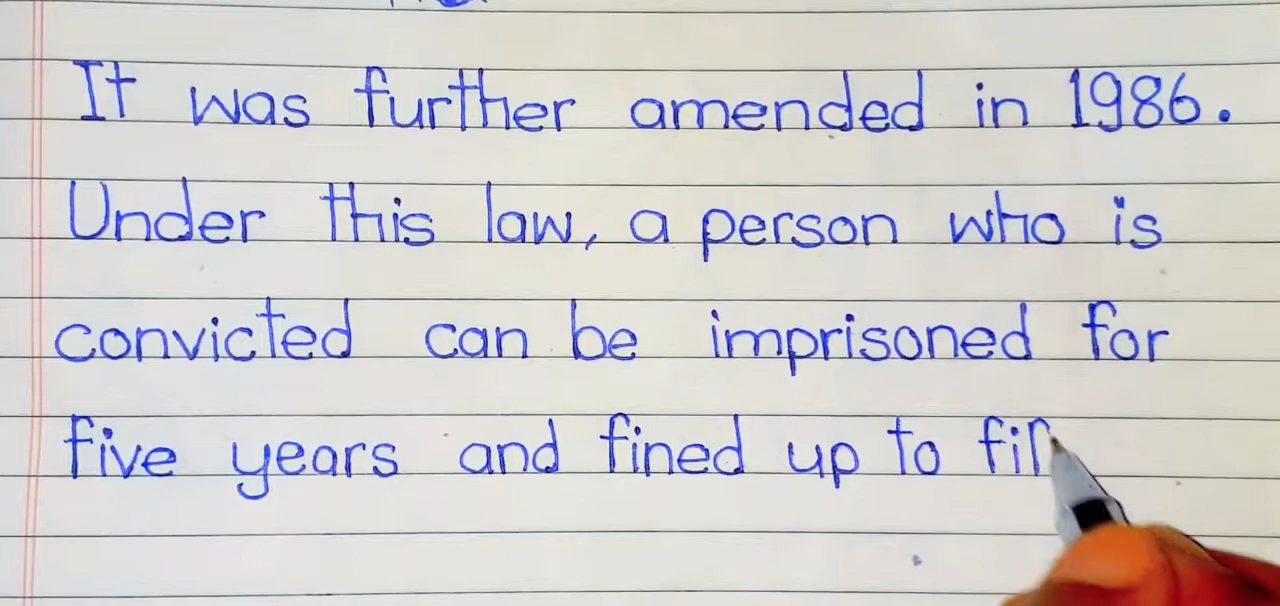 It was further amended in 1986.
Under this law, a person who is
convicted can be imprisoned for
five years and fined up to